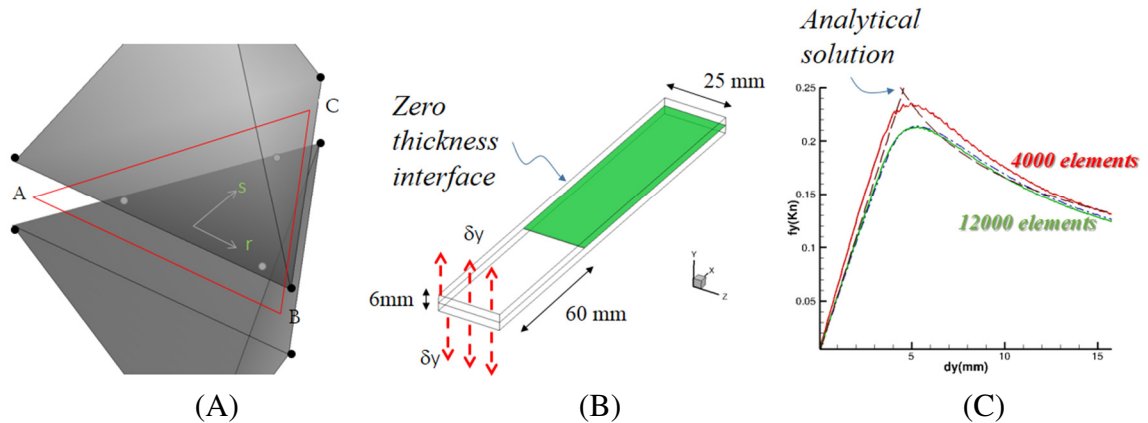 A
C
s
r
B
(A)
Zero
thickness
interface
25 mm
δy
6mm
60 mm
δy
Y
X
Z
(B)
Analytical
solution
0.25
0.2
0.15
0.1
0.05
fy(Kn)
4000 elements
12000 elements
5
10
15
dy(mm)
(C)